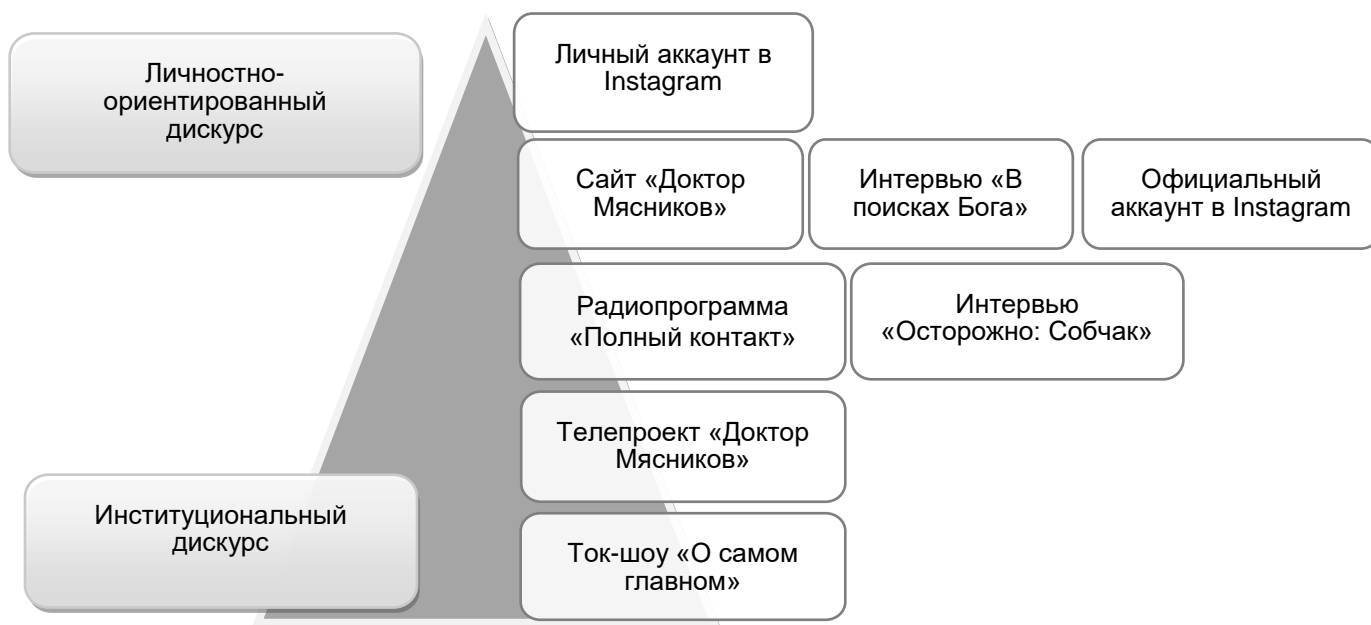 Личностно-
ориентированный
дискурс
Личный аккаунт в
Instagram
Сайт «Доктор
Мясников»
Интервью «В
поисках Бога»
Официальный
аккаунт в Instagram
Радиопрограмма
«Полный контакт»
Интервью
«Осторожно: Собчак»
Телепроект «Доктор
Мясников»
Институциональный
дискурс
Ток-шоу «О самом
главном»